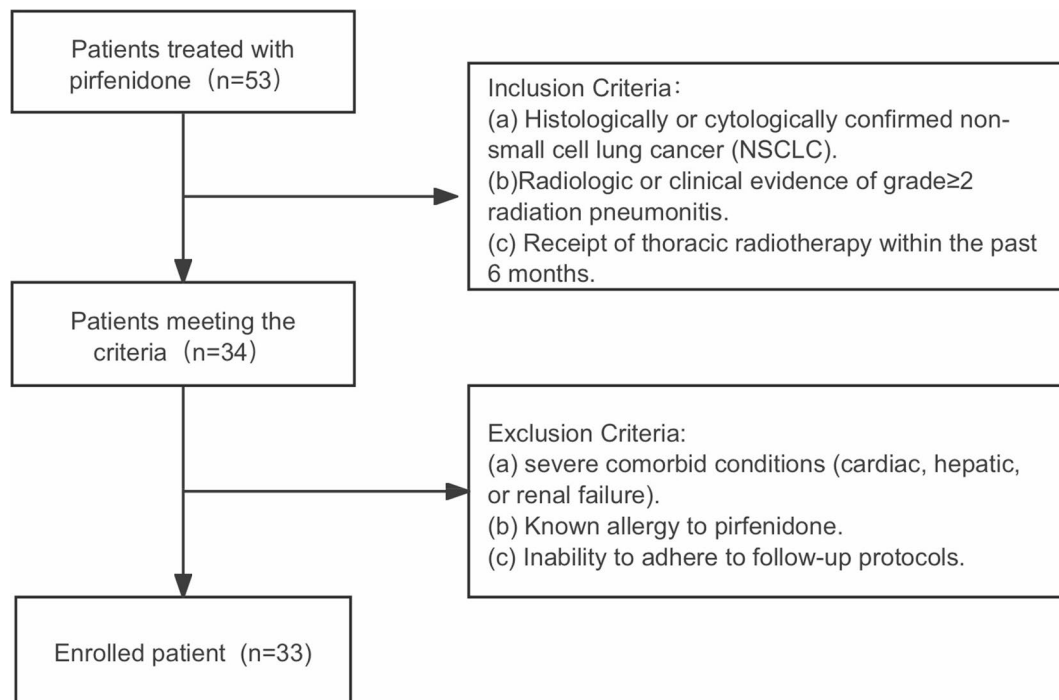 Patients treated with
pirfenidone（n=53）
Inclusion Criteria：
(a) Histologically or cytologically confirmed non-
small cell lung cancer (NSCLC).
(b)Radiologic or clinical evidence of grade≥2
radiation pneumonitis.
(c) Receipt of thoracic radiotherapy within the past
6 months.
Patients meeting the
criteria（n=34）
Exclusion Criteria:
(a) severe comorbid conditions (cardiac, hepatic,
or renal failure).
(b) Known allergy to pirfenidone.
(c) Inability to adhere to follow-up protocols.
Enrolled patient（n=33）